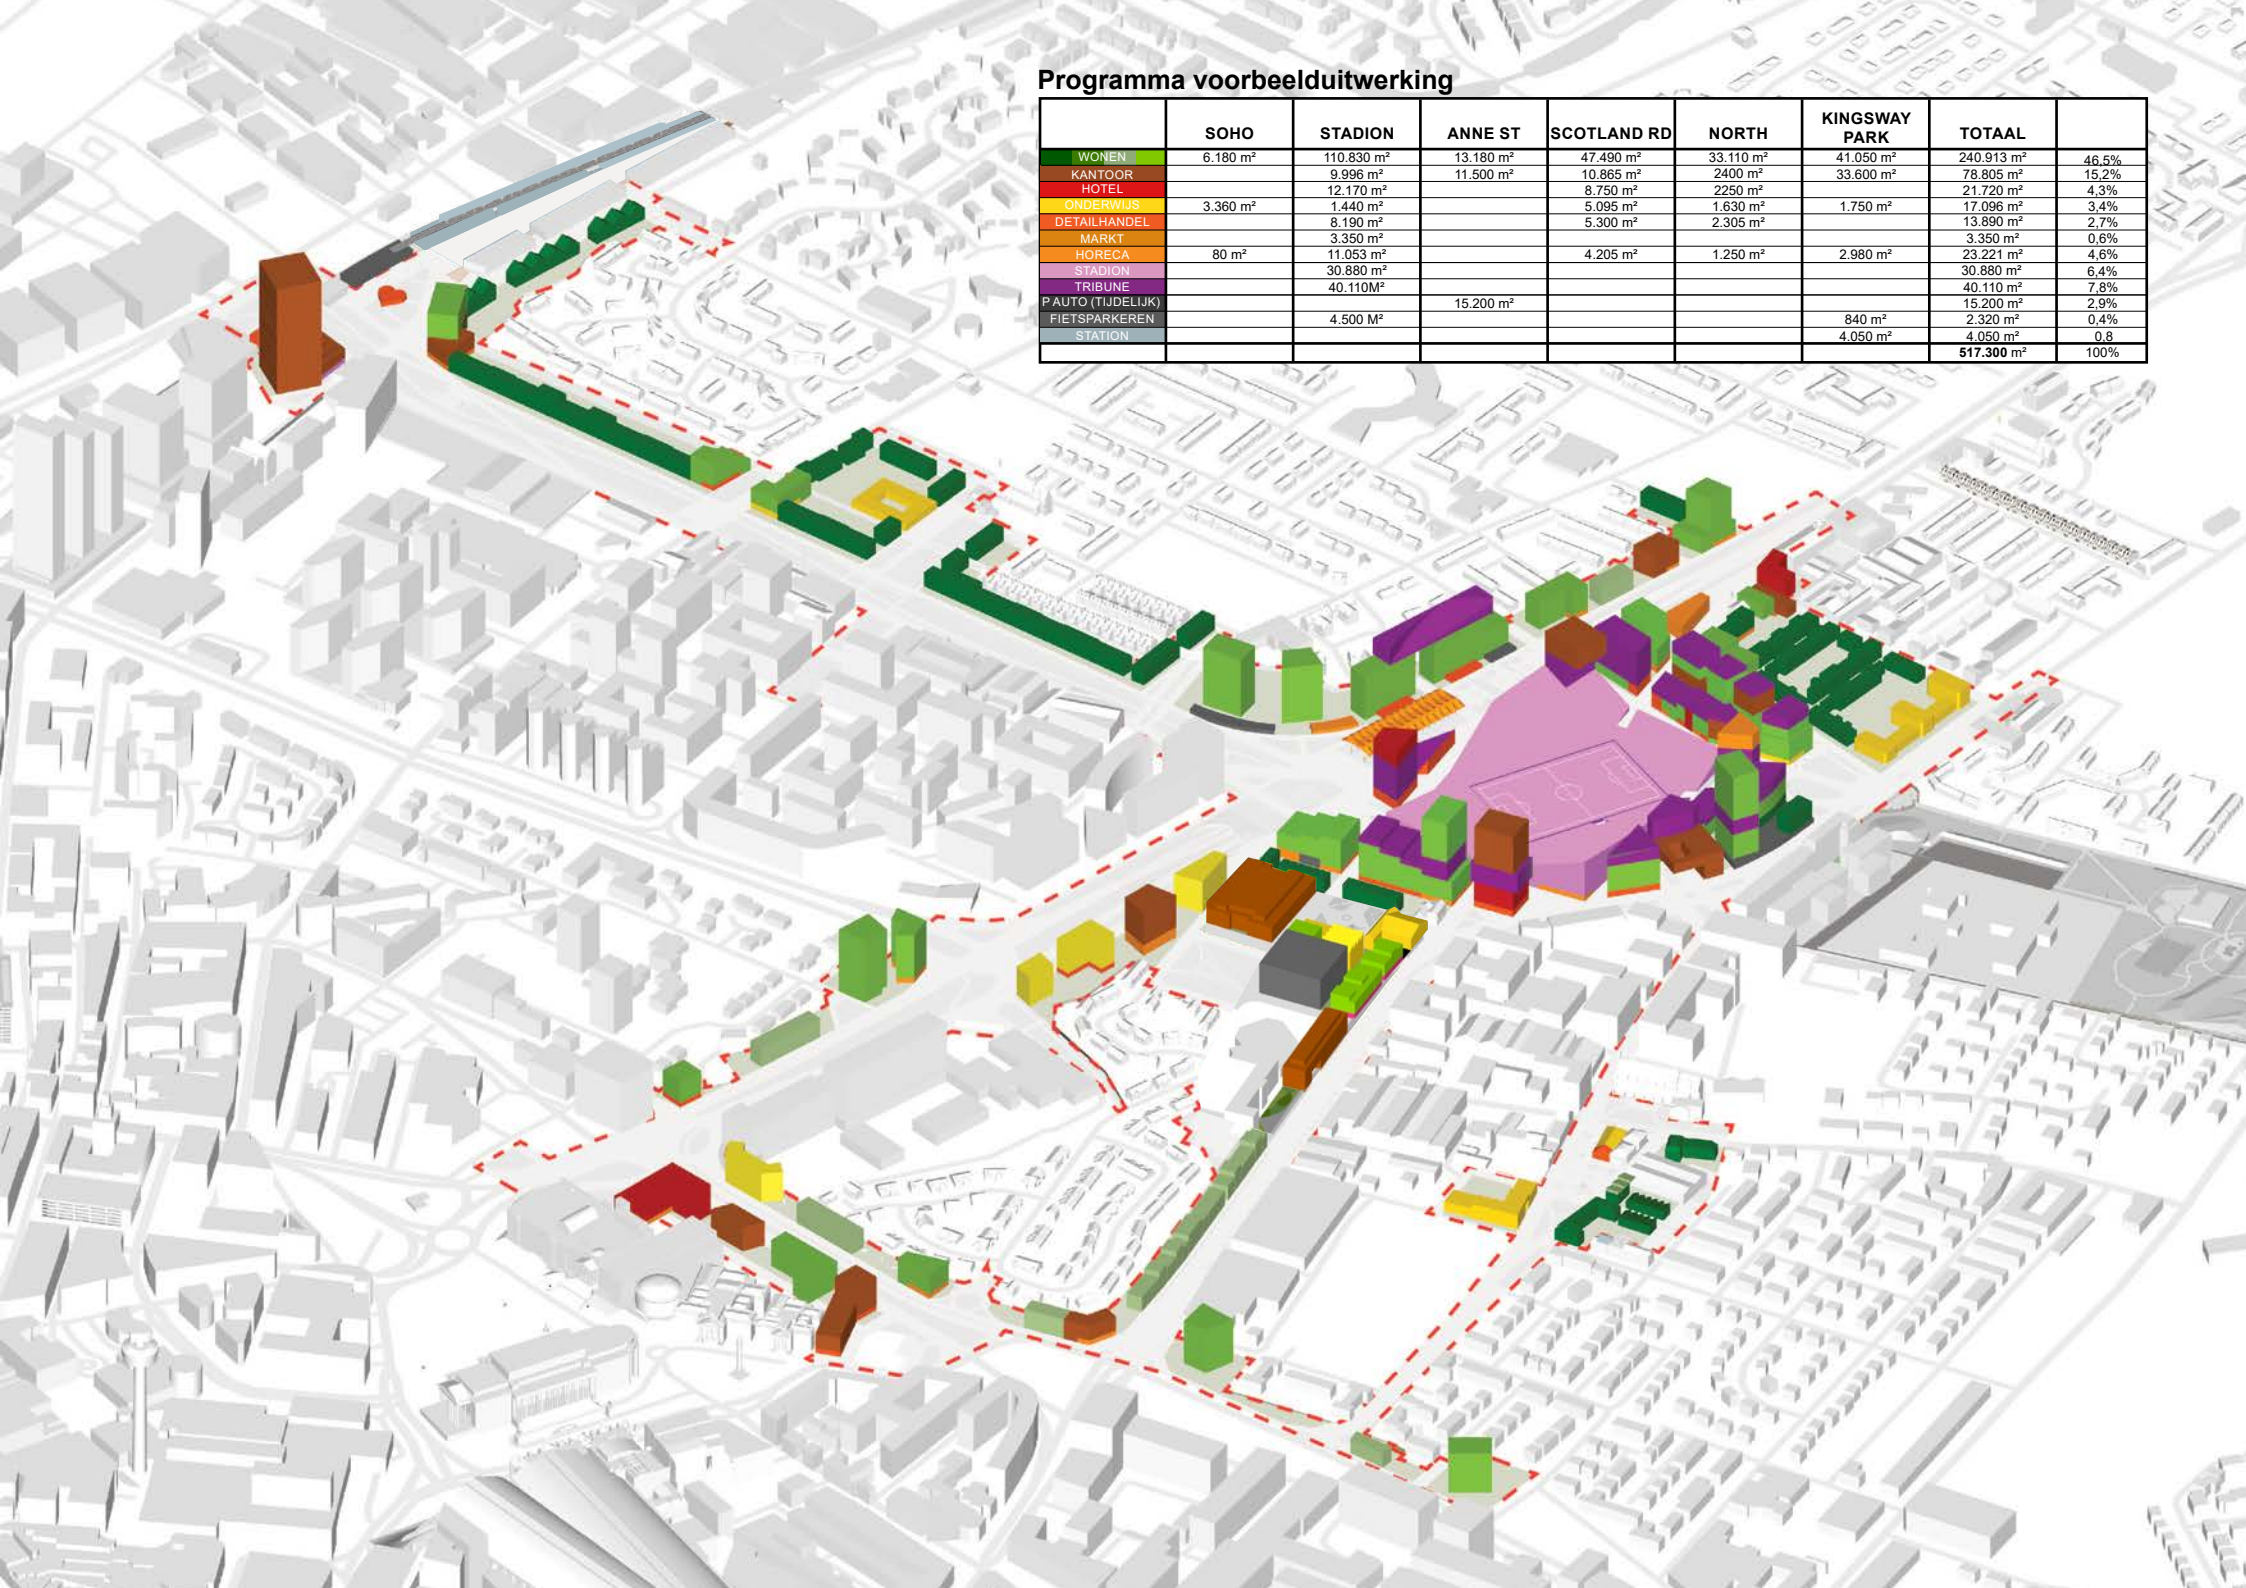 Programma voorbeelduitwerking
SOHO STADION ANNE ST SCOTLAND RD NORTH KINGSWAY PARK TOTAAL
WONEN 6.180 m² 110.830 m² 13.180 m² 47.490 m² 33.110 m² 41.050 m² 240.913 m² 46,5%
KANTOOR 9.996 m² 11.500 m² 10.865 m² 2400 m² 33.600 m² 78.805 m² 15,2%
HOTEL 12.170 m² 8.750 m² 2250 m² 21.720 m² 4,3%
ONDERWIJS 3.360 m² 1.440 m² 5.095 m² 1.630 m² 1.750 m² 17.096 m² 3,4%
DETAILHANDEL 8.190 m² 5.300 m² 2.305 m² 13.890 m² 2,7%
MARKT 3.350 m² 3.350 m² 0,6%
HORECA 80 m² 11.053 m² 4.205 m² 1.250 m² 2.980 m² 23.221 m² 4,6%
STADION 30.880 m² 30.880 m² 6,4%
TRIBUNE 40.110M² 40.110 m² 7,8%
P AUTO (TIJDELIJK) 15.200 m² 15.200 m² 2,9%
FIETSPARKEREN 4.500 M² 840 m² 2.320 m² 0,4%
STATION 4.050 m² 4.050 m² 0,8
517.300 m² 100%